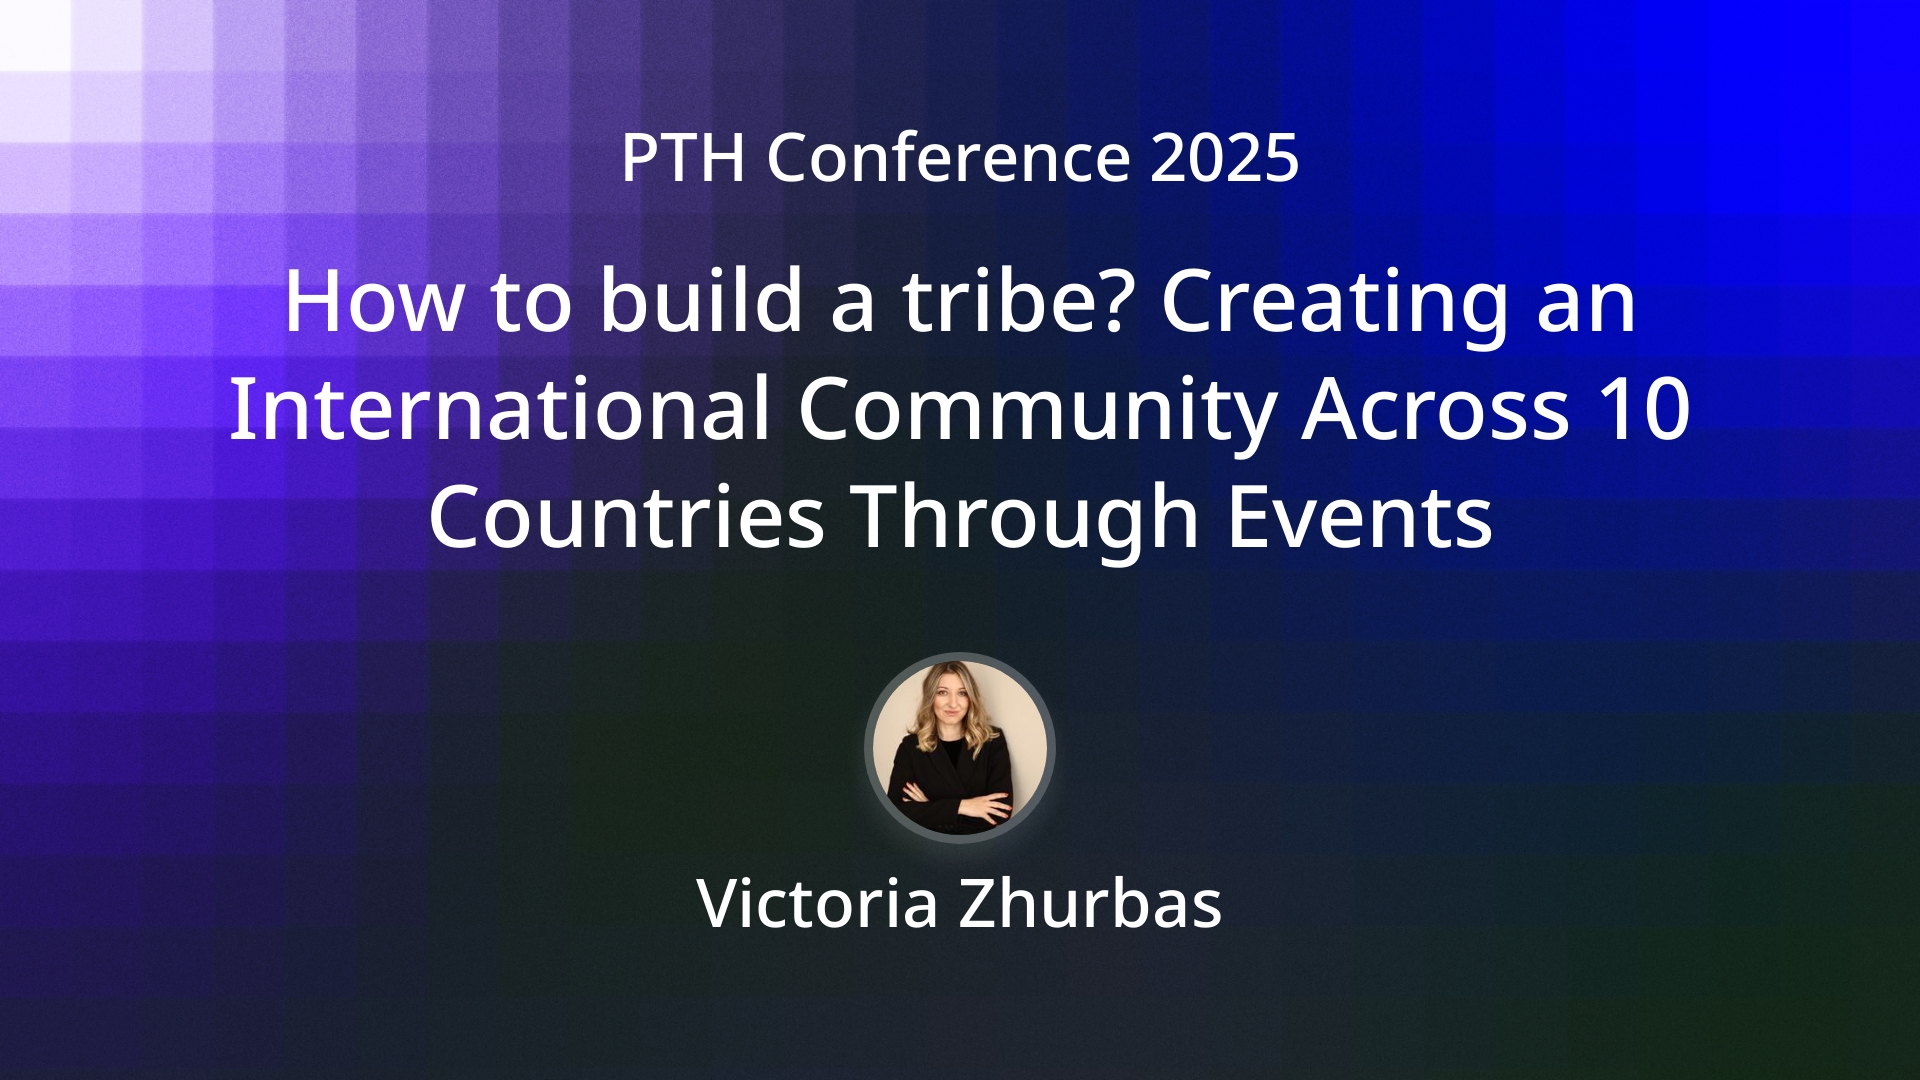 PTH Conference 2025
How to build a tribe? Creating an
International Community Across 10
Countries Through Events
Victoria Zhurbas